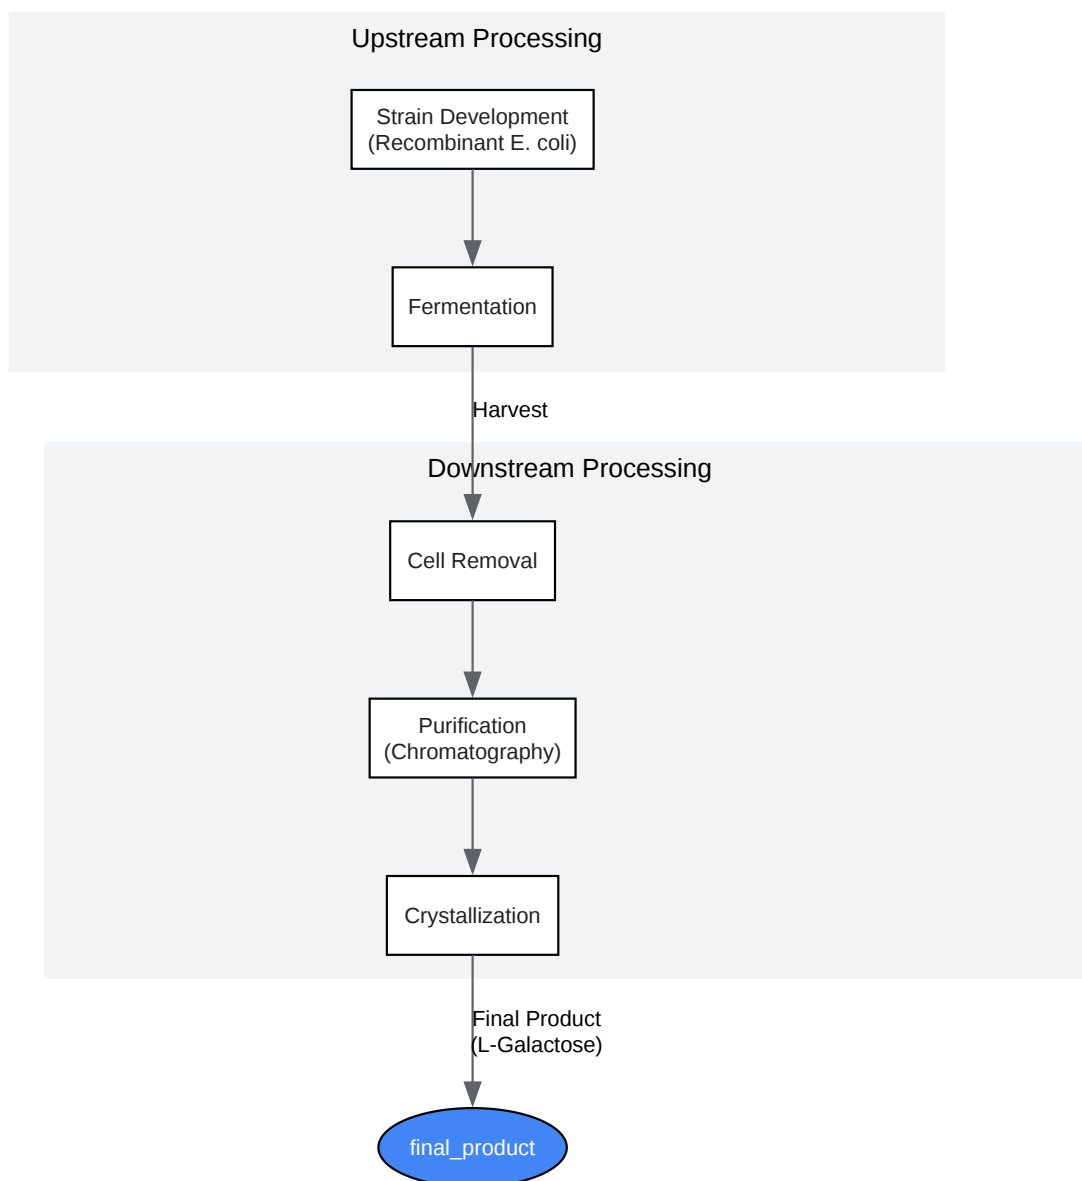 Upstream Processing
Strain Development
(Recombinant E. coli)
Fermentation
Harvest
Downstream Processing
Cell Removal
Purification
(Chromatography)
Crystallization
Final Product
(L-Galactose)
final_product